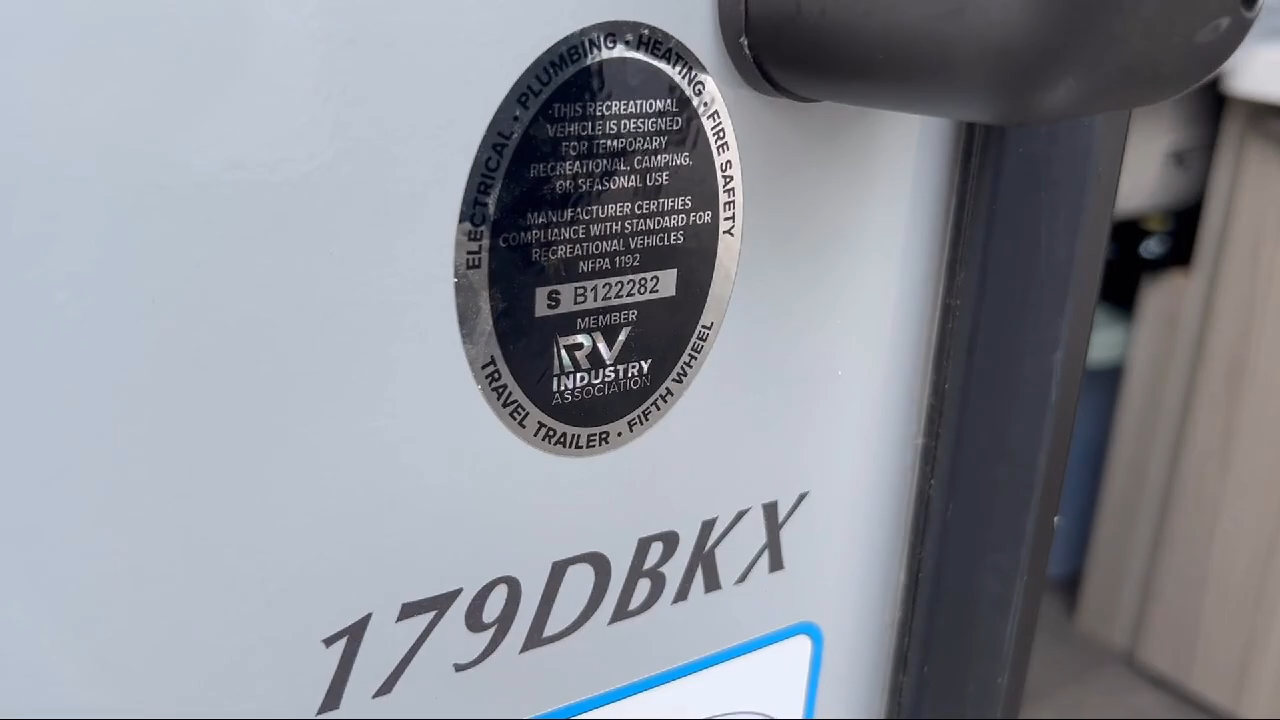 ELECTRICAL • PLUMBING • HEATING • FIRE SAFETY
THIS RECREATIONAL
VEHICLE IS DESIGNED
FOR TEMPORARY
RECREATIONAL, CAMPING,
OR SEASONAL USE
MANUFACTURER CERTIFIES
COMPLIANCE WITH STANDARD FOR
RECREATIONAL VEHICLES
NFPA 1192
S B122282
MEMBER
RV
INDUSTRY
ASSOCIATION
TRAVEL TRAILER • FIFTH WHEEL
179DBKX